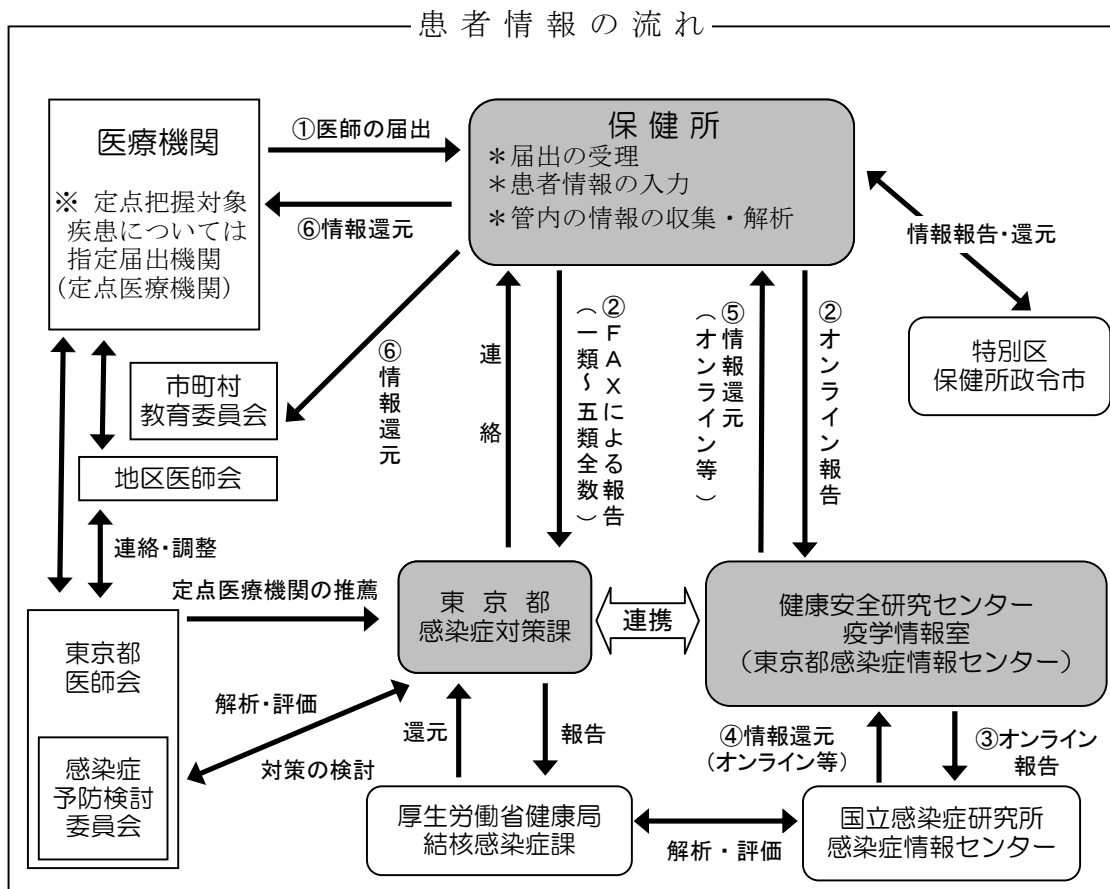 患者情報の流れ
医療機関
※ 定点把握対象
疾患については
指定届出機関
(定点医療機関)
①医師の届出
⑥情報還元
保健所
＊届出の受理
＊患者情報の入力
＊管内の情報の収集・解析
情報報告・還元
特別区
保健所政令市
市町村
教育委員会
⑥情報還元
地区医師会
連絡・調整
連絡
②FAXによる報告
（一類～五類全数）
⑤情報還元
（オンライン等）
②オンライン報告
定点医療機関の推薦
東京都
医師会
感染症
予防検討
委員会
東京都
感染症対策課
連携
健康安全研究センター
疫学情報室
（東京都感染症情報センター）
解析・評価
対策の検討
還元
報告
④情報還元
(オンライン等)
③オンライン
報告
厚生労働省健康局
結核感染症課
解析・評価
国立感染症研究所
感染症情報センター